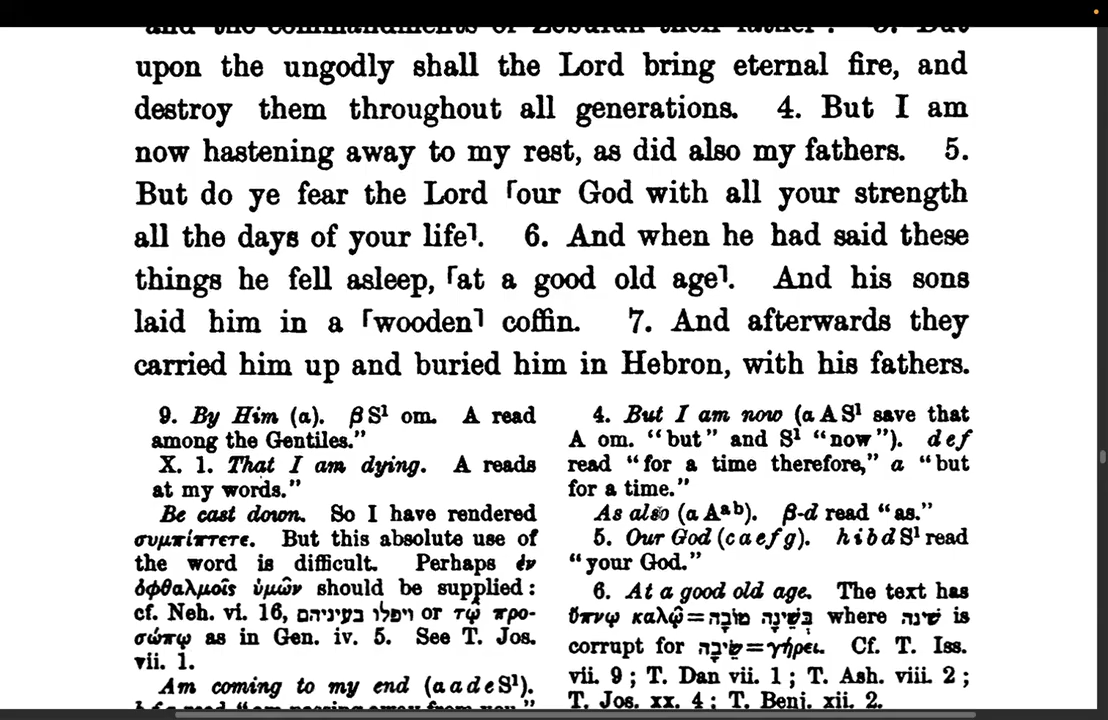 and the commandments of Zebulun their father. 3. But
upon the ungodly shall the Lord bring eternal fire, and
destroy them throughout all generations. 4. But I am
now hastening away to my rest, as did also my fathers. 5.
But do ye fear the Lord ⌜our God with all your strength
all the days of your life⌝. 6. And when he had said these
things he fell asleep, ⌜at a good old age⌝. And his sons
laid him in a ⌜wooden⌝ coffin. 7. And afterwards they
carried him up and buried him in Hebron, with his fathers.
9. By Him (a). β S¹ om. A read
among the Gentiles."
X. 1. That I am dying. A reads
at my words."
Be cast down. So I have rendered
συμπίπτετε. But this absolute use of
the word is difficult. Perhaps ἐν
ὀφθαλμοῖς ὑμῶν should be supplied:
cf. Neh. vi. 16, ויפלו בעיניהם or τῷ προ-
σώπῳ as in Gen. iv. 5. See T. Jos.
vii. 1.
Am coming to my end (a a d e S¹).
4. But I am now (a A S¹ save that
A om. "but" and S¹ "now"). d e f
read "for a time therefore," a "but
for a time."
As also (a Aᵃᵇ). β-d read "as."
5. Our God (c a e f g). h i b d S¹ read
"your God."
6. At a good old age. The text has
ὕπνῳ καλῷ=בְּשֵׁינָה טוֹבָה where שינה is
corrupt for שֵׂיבָה=γήρει. Cf. T. Iss.
vii. 9; T. Dan vii. 1; T. Ash. viii. 2;
T. Jos. xx. 4; T. Benj. xii. 2.